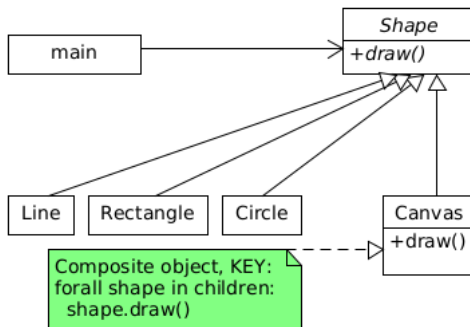 Shape
main
+draw()
Line
Rectangle
Circle
Canvas
+draw()
Composite object, KEY:
forall shape in children:
shape.draw()